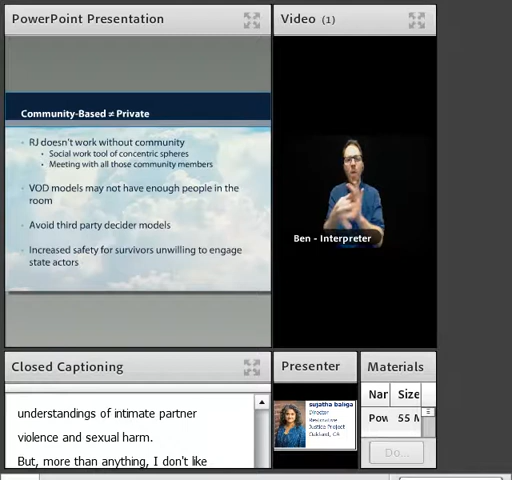 PowerPoint Presentation
Video (1)
Community-Based ≠ Private
RJ doesn't work without community
Social work tool of concentric spheres
Meeting with all those community members
VOD models may not have enough people in the
room
Avoid third party decider models
Increased safety for survivors unwilling to engage
state actors
Ben - Interpreter
Closed Captioning
understandings of intimate partner
violence and sexual harm.
But, more than anything, I don't like
Presenter
sujatha baliga
Director
Restorative
Justice Project
Oakland, CA
Materials
Nar Size
Pow 55 M
Do...